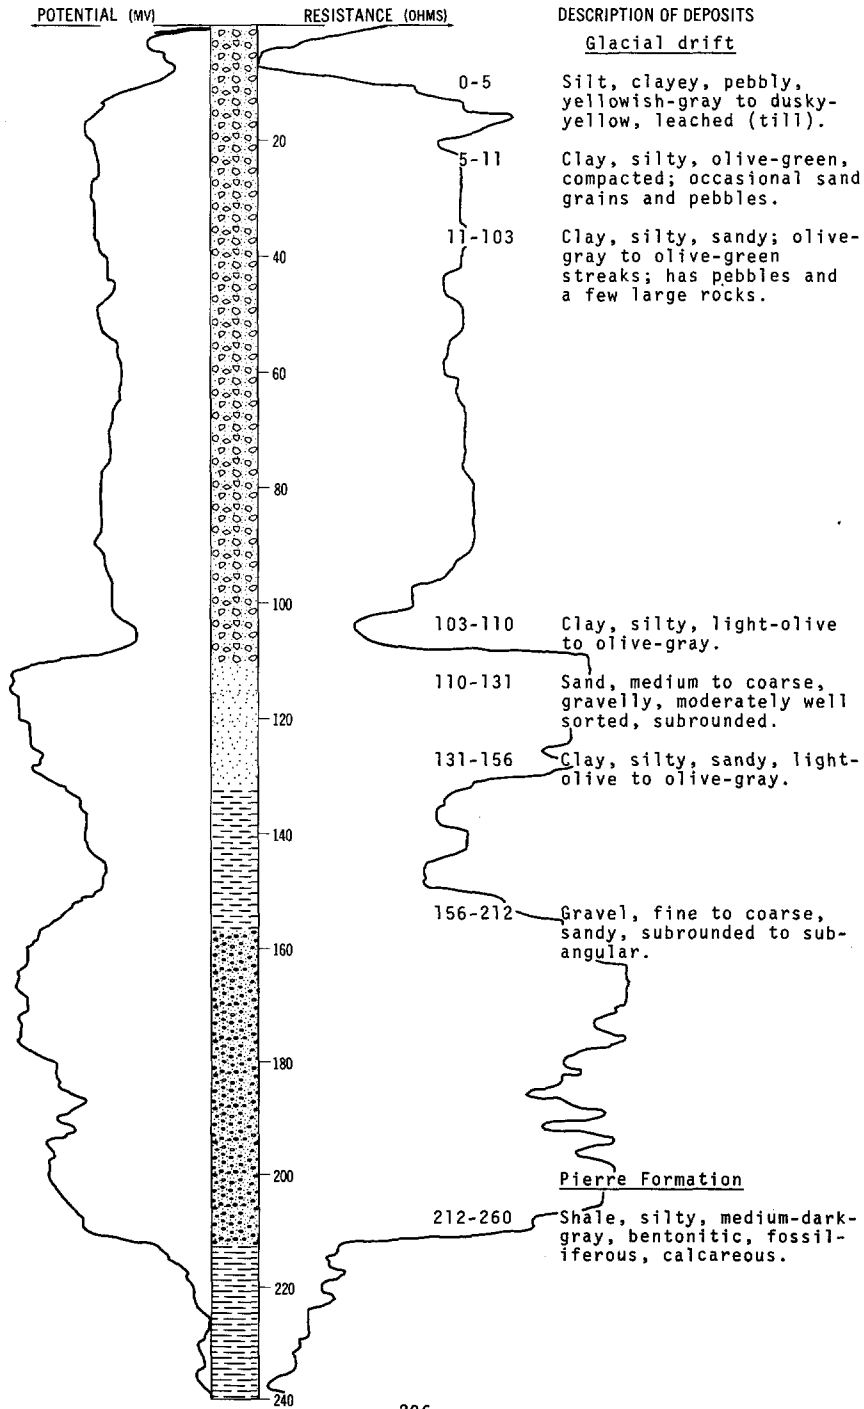 POTENTIAL (MV) RESISTANCE (OHMS) DESCRIPTION OF DEPOSITS
Glacial drift
0-5 Silt, clayey, pebbly,
yellowish-gray to dusky-
yellow, leached (till).
20
5-11 Clay, silty, olive-green,
compacted; occasional sand
grains and pebbles.
11-103 Clay, silty, sandy; olive-
40 gray to olive-green
streaks; has pebbles and
a few large rocks.
60
80
100
103-110 Clay, silty, light-olive
to olive-gray.
110-131 Sand, medium to coarse,
gravelly, moderately well
120 sorted, subrounded.
131-156 Clay, silty, sandy, light-
olive to olive-gray.
140
156-212 Gravel, fine to coarse,
sandy, subrounded to sub-
160 angular.
180
200 Pierre Formation
212-260 Shale, silty, medium-dark-
gray, bentonitic, fossil-
iferous, calcareous.
220
240